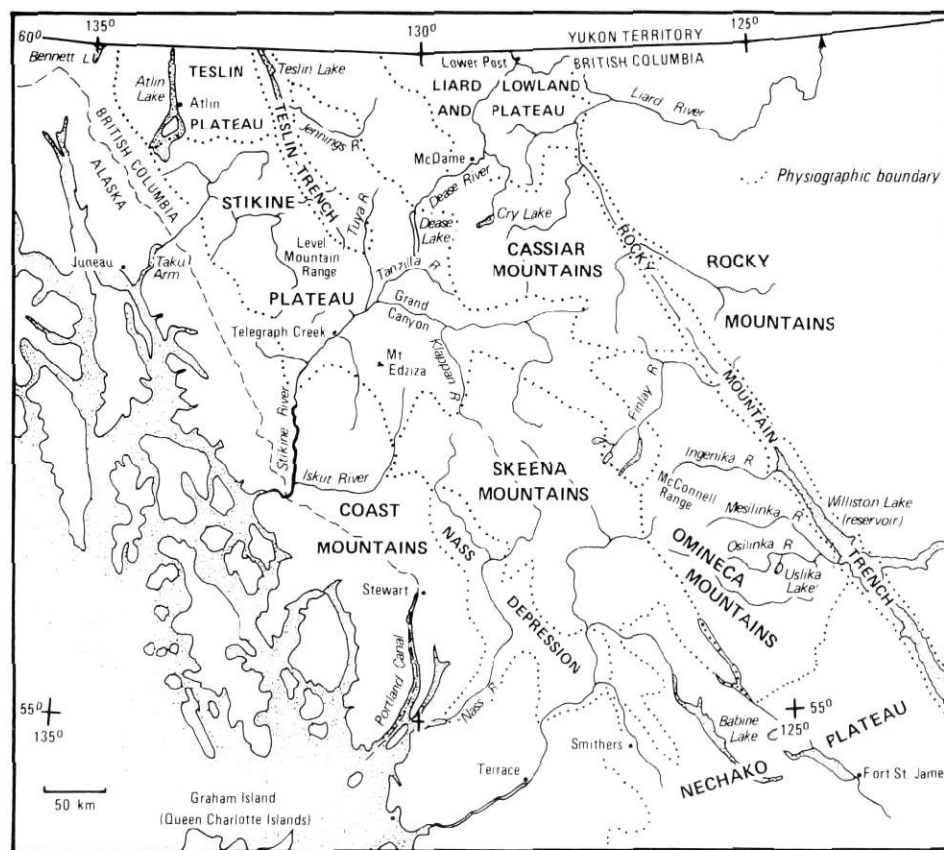 135°
130°
125°
60°
YUKON TERRITORY
BRITISH COLUMBIA
Bennett L
Atlin
Lake
TESLIN
PLATEAU
Atlin
Teslin Lake
TESLIN TRENCH
Jennings R
Lower Post
LIARD LOWLAND
AND PLATEAU
Liard River
McDame
Dease River
Physiographic boundary
BRITISH COLUMBIA
ALASKA
STIKINE
Level
Mountain
Range
PLATEAU
Tuya R
Dease
Lake
Cry Lake
CASSIAR
MOUNTAINS
ROCKY
MOUNTAINS
Juneau
Taku
Arm
Tanzilla R
Telegraph Creek
Grand
Canyon
Klappan R
Mt
Edziza
Stikine River
Iskut River
COAST
MOUNTAINS
SKEENA
MOUNTAINS
Finlay R
ROCKY
MOUNTAIN
TRENCH
Ingenika R
McConnell
Range
Mesilinka R
Williston Lake
(reservoir)
Osilinka R
Uslika
Lake
OMINECA
MOUNTAINS
NASS
DEPRESSION
Stewart
Portland Canal
Nass R
55°
135°
55°
125°
Babine
Lake
Smithers
NECHAKO PLATEAU
Fort St. Jame
Terrace
50 km
Graham Island
(Queen Charlotte Islands)